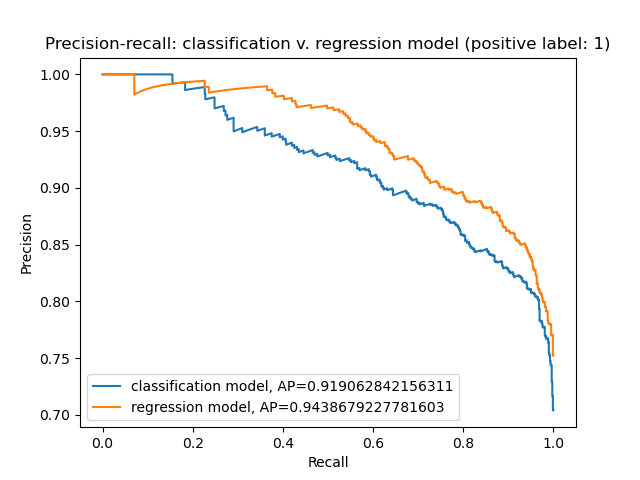 Precision-recall: classification v. regression model (positive label: 1)
1.00
0.95
0.90
0.85
0.80
0.75
0.70
Precision
classification model, AP=0.919062842156311
regression model, AP=0.9438679227781603
0.0 0.2 0.4 0.6 0.8 1.0
Recall